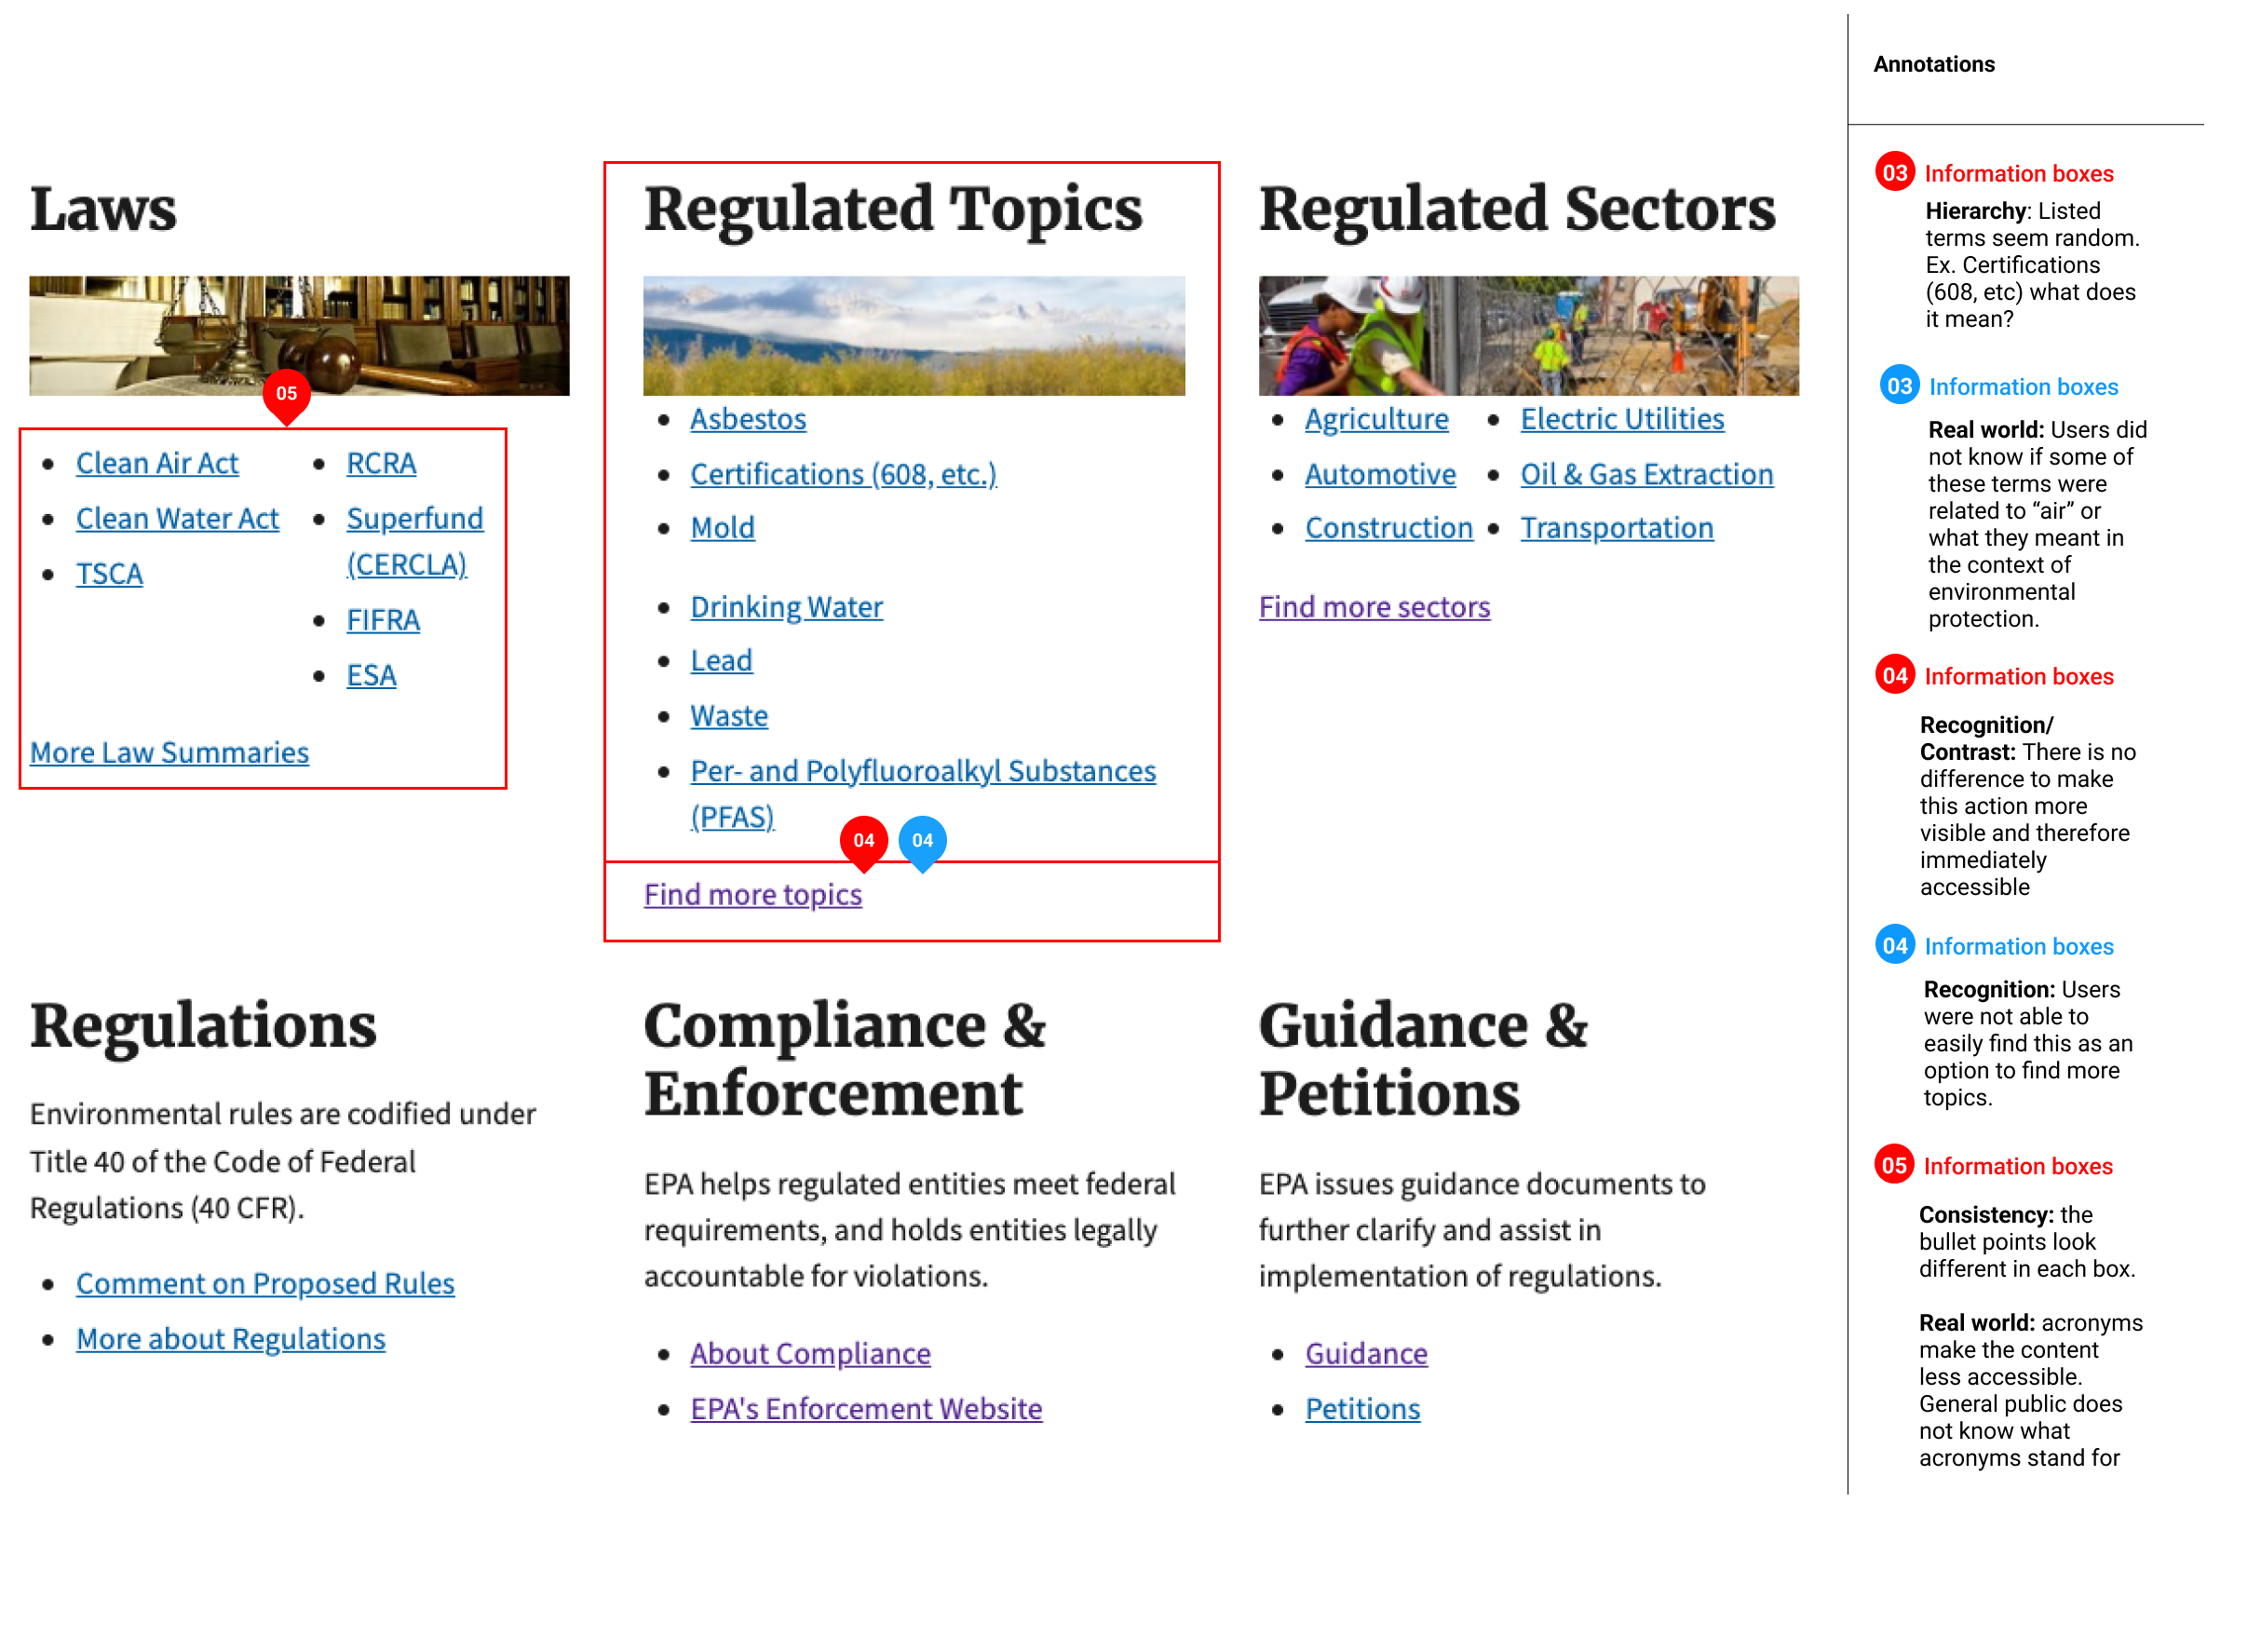 Laws
05
Clean Air Act
Clean Water Act
TSCA
RCRA
Superfund
(CERCLA)
FIFRA
ESA
More Law Summaries
Regulated Topics
Asbestos
Certifications (608, etc.)
Mold
Drinking Water
Lead
Waste
Per- and Polyfluoroalkyl Substances
(PFAS)
04
04
Find more topics
Regulated Sectors
Agriculture
Automotive
Construction
Electric Utilities
Oil & Gas Extraction
Transportation
Find more sectors
Regulations
Environmental rules are codified under
Title 40 of the Code of Federal
Regulations (40 CFR).
Comment on Proposed Rules
More about Regulations
Compliance &
Enforcement
EPA helps regulated entities meet federal
requirements, and holds entities legally
accountable for violations.
About Compliance
EPA's Enforcement Website
Guidance &
Petitions
EPA issues guidance documents to
further clarify and assist in
implementation of regulations.
Guidance
Petitions
Annotations
03 Information boxes
Hierarchy: Listed
terms seem random.
Ex. Certifications
(608, etc) what does
it mean?
03 Information boxes
Real world: Users did
not know if some of
these terms were
related to “air” or
what they meant in
the context of
environmental
protection.
04 Information boxes
Recognition/
Contrast: There is no
difference to make
this action more
visible and therefore
immediately
accessible
04 Information boxes
Recognition: Users
were not able to
easily find this as an
option to find more
topics.
05 Information boxes
Consistency: the
bullet points look
different in each box.
Real world: acronyms
make the content
less accessible.
General public does
not know what
acronyms stand for